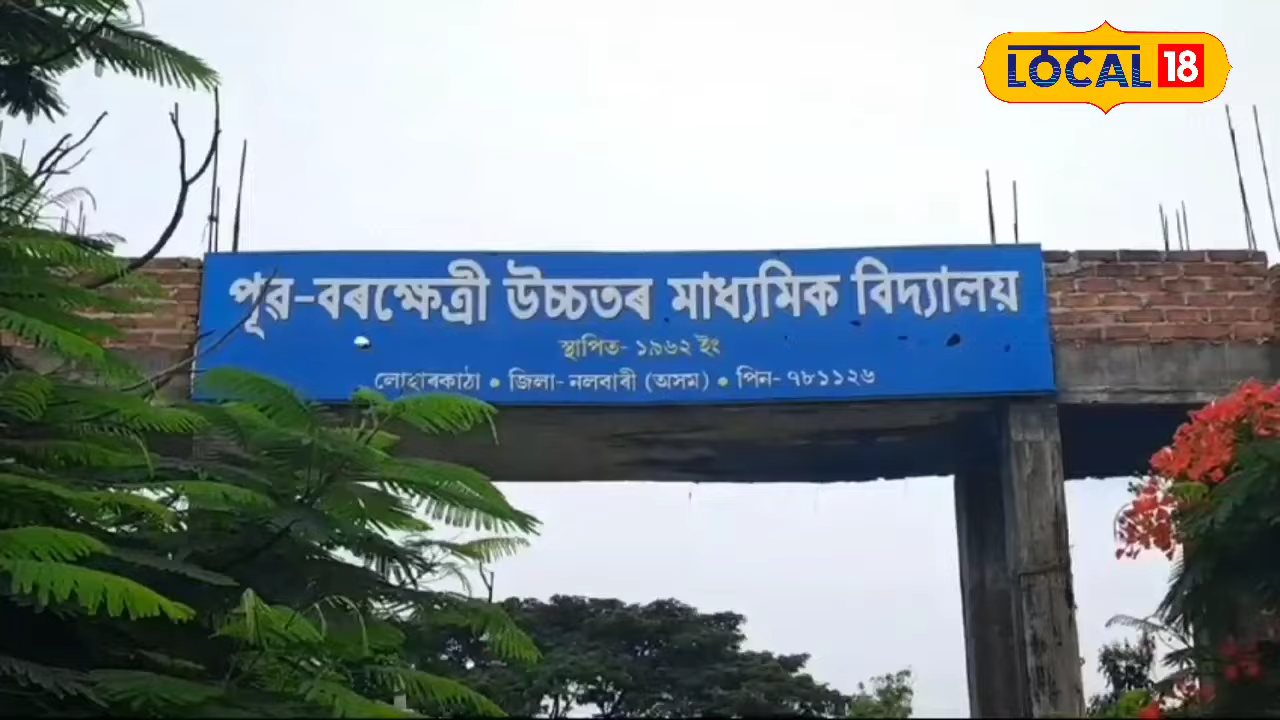 LOCAL 18
পূব-বৰক্ষেত্ৰী উচ্চতৰ মাধ্যমিক বিদ্যালয়
স্থাপিত- ১৯৬২ ইং
লোহাৰকাঠা • জিলা- নলবাৰী (অসম) • পিন- ৭৮১১২৬